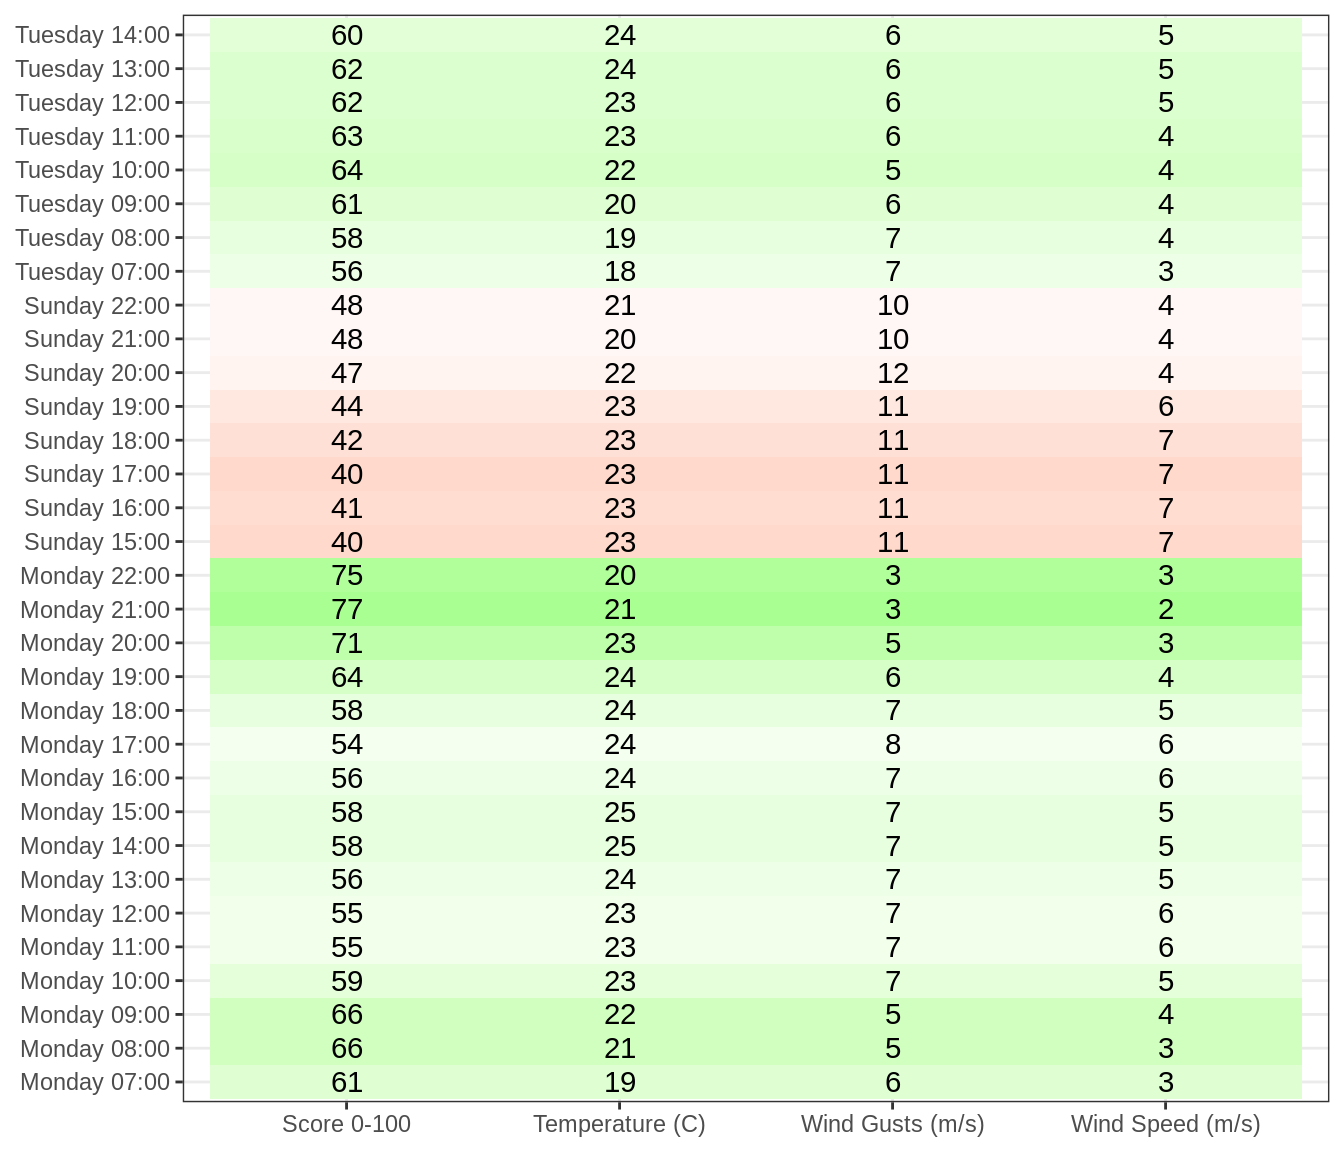 Tuesday 14:00 60 24 6 5
Tuesday 13:00 62 24 6 5
Tuesday 12:00 62 23 6 5
Tuesday 11:00 63 23 6 4
Tuesday 10:00 64 22 5 4
Tuesday 09:00 61 20 6 4
Tuesday 08:00 58 19 7 4
Tuesday 07:00 56 18 7 3
Sunday 22:00 48 21 10 4
Sunday 21:00 48 20 10 4
Sunday 20:00 47 22 12 4
Sunday 19:00 44 23 11 6
Sunday 18:00 42 23 11 7
Sunday 17:00 40 23 11 7
Sunday 16:00 41 23 11 7
Sunday 15:00 40 23 11 7
Monday 22:00 75 20 3 3
Monday 21:00 77 21 3 2
Monday 20:00 71 23 5 3
Monday 19:00 64 24 6 4
Monday 18:00 58 24 7 5
Monday 17:00 54 24 8 6
Monday 16:00 56 24 7 6
Monday 15:00 58 25 7 5
Monday 14:00 58 25 7 5
Monday 13:00 56 24 7 5
Monday 12:00 55 23 7 6
Monday 11:00 55 23 7 6
Monday 10:00 59 23 7 5
Monday 09:00 66 22 5 4
Monday 08:00 66 21 5 3
Monday 07:00 61 19 6 3
Score 0-100 Temperature (C) Wind Gusts (m/s) Wind Speed (m/s)